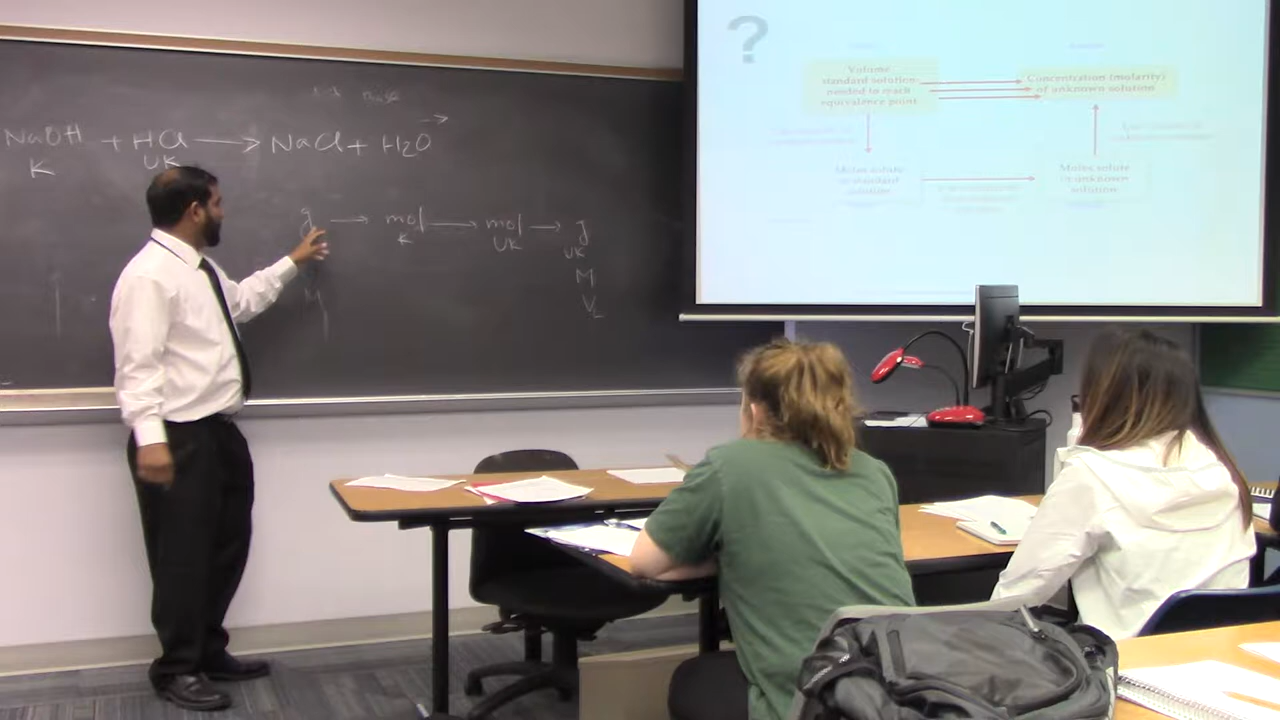 NaOH + HCl → NaCl + H2O
K UK
g → mol → mol → g
K UK UK
M M
VL
?
Volume
standard solution
needed to reach
equivalence point
Concentration (molarity)
of unknown solution
Moles solute
in standard
solution
Moles solute
in unknown
solution